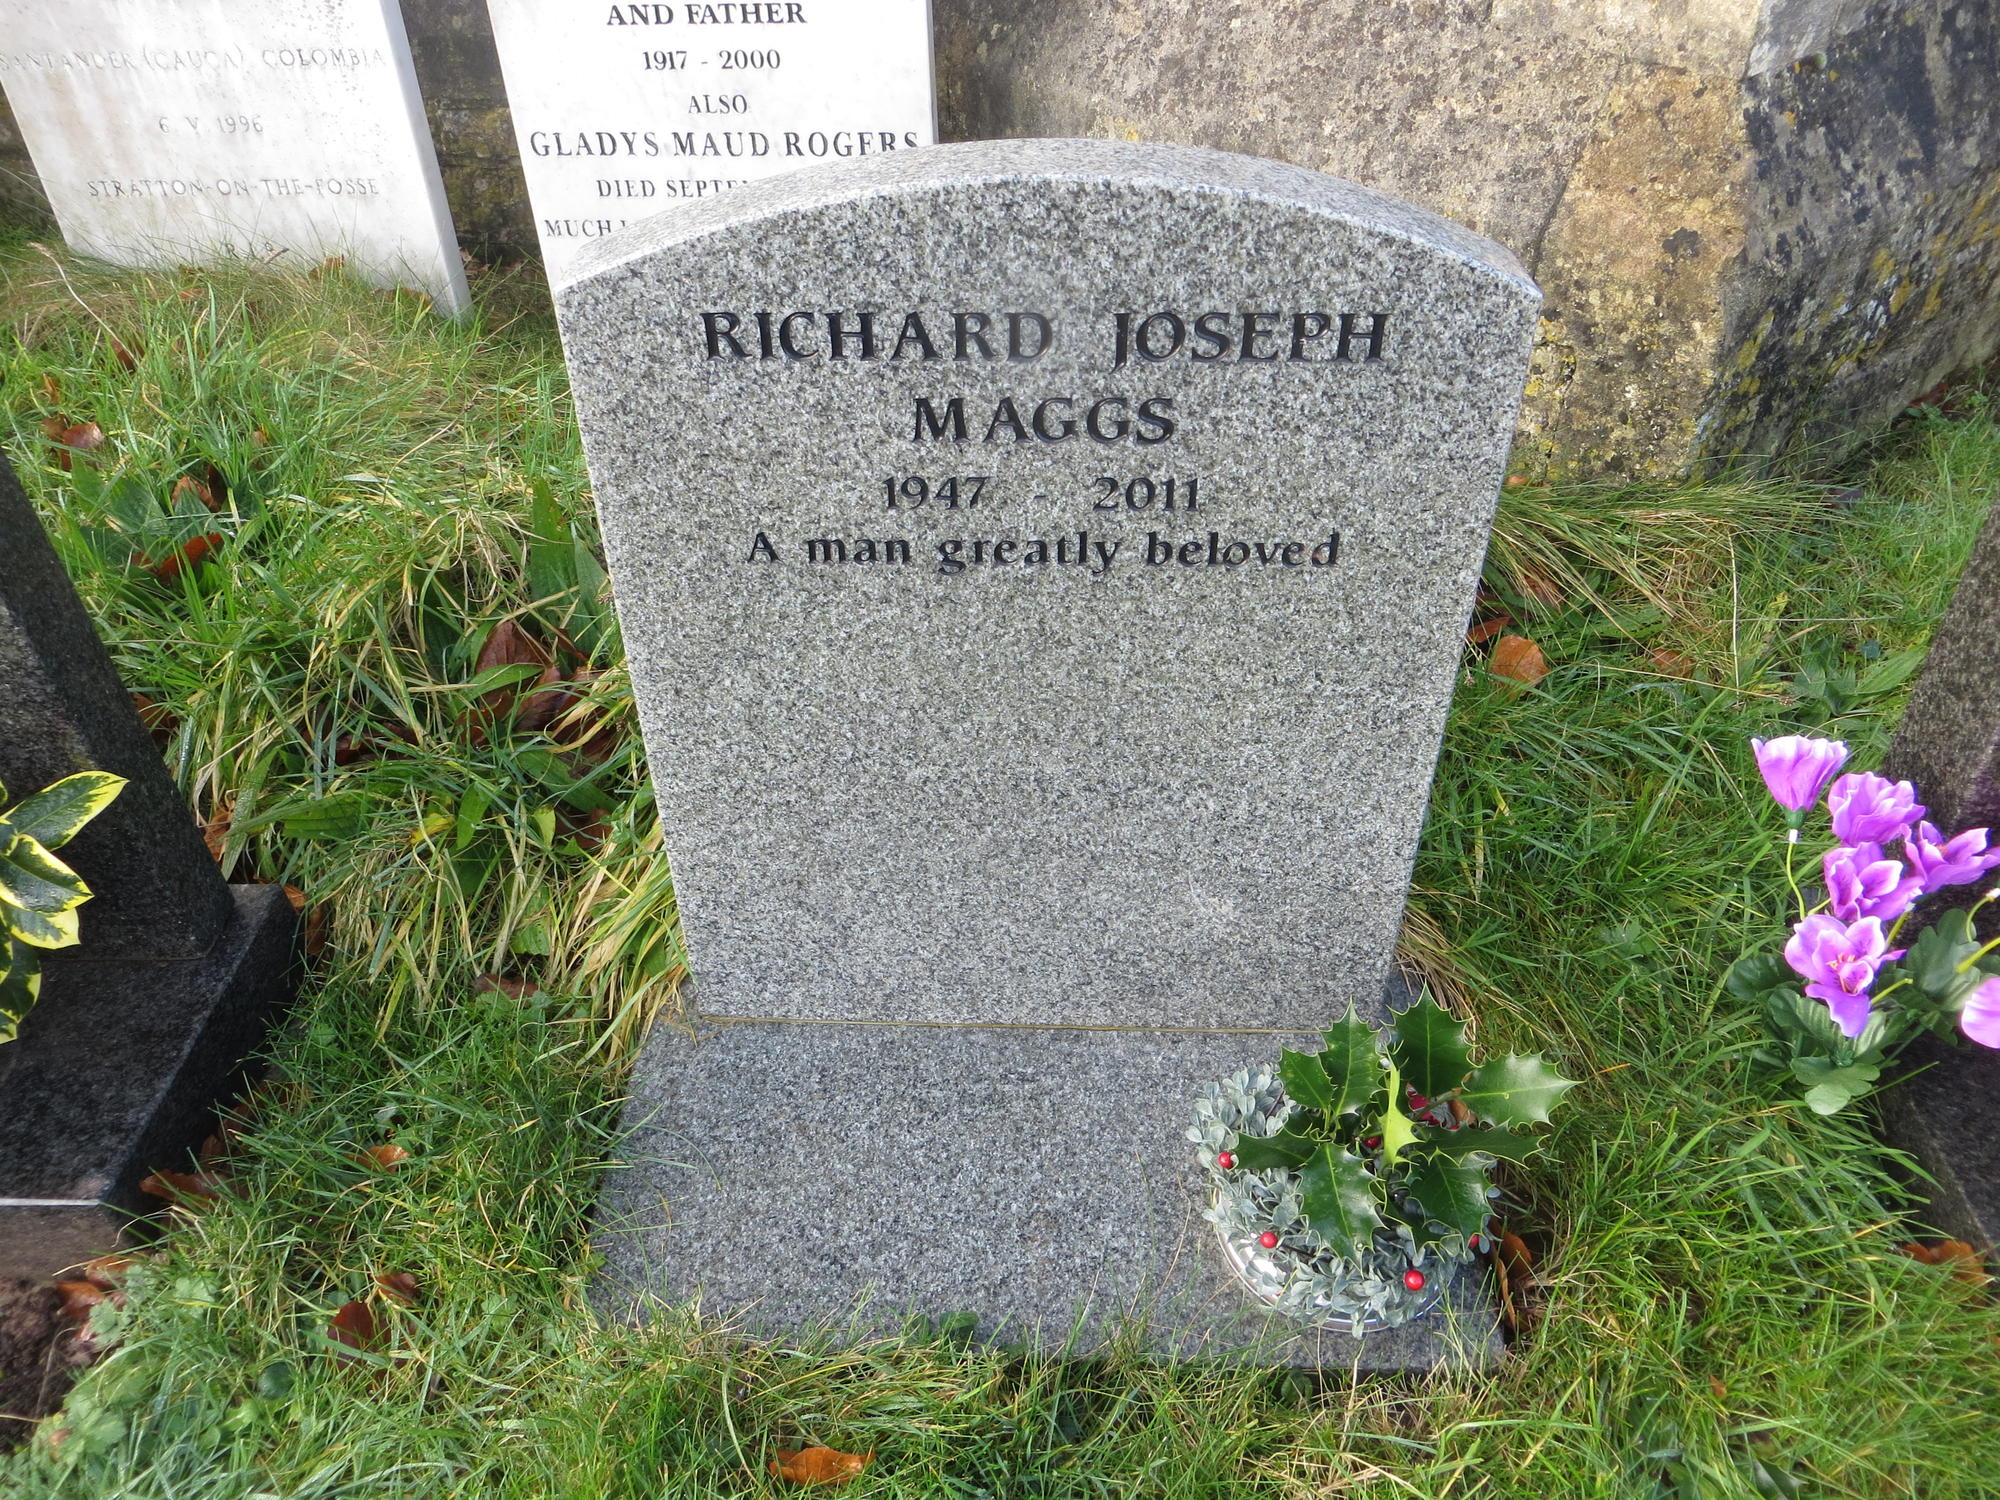 SANTANDER (CAUCA) COLOMBIA
6 V 1996
STRATTON-ON-THE-FOSSE
R I P
AND FATHER
1917 - 2000
ALSO
GLADYS MAUD ROGERS
DIED
MUCH
RICHARD JOSEPH
MAGGS
1947 - 2011
A man greatly beloved